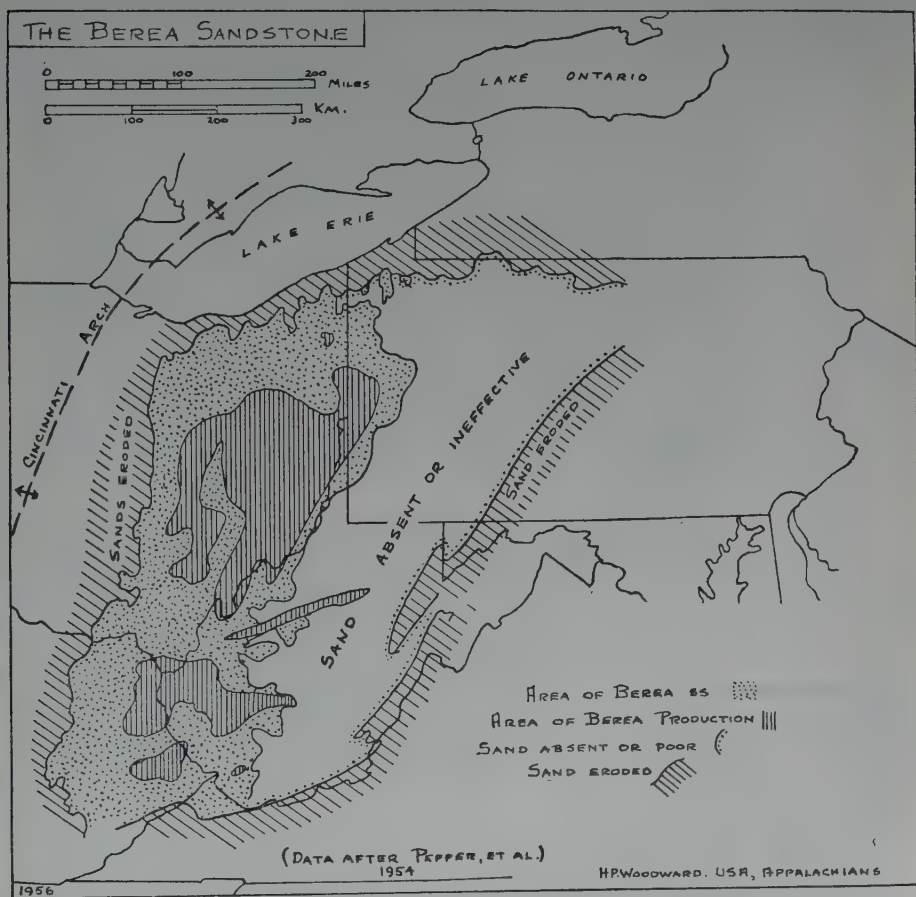 THE BEREA SANDSTONE
0 100 200
MILES
KM.
0 100 200 300
LAKE ONTARIO
LAKE ERIE
CINCINNATI ARCH
SANDS ERODED
SAND ABSENT OR INEFFECTIVE
SAND ERODED
AREA OF BEREA SS
AREA OF BEREA PRODUCTION
SAND ABSENT OR POOR
SAND ERODED
(DATA AFTER PEPPER, ET AL.)
1954
H.P. WOODWARD. USA, APPALACHIANS
1956